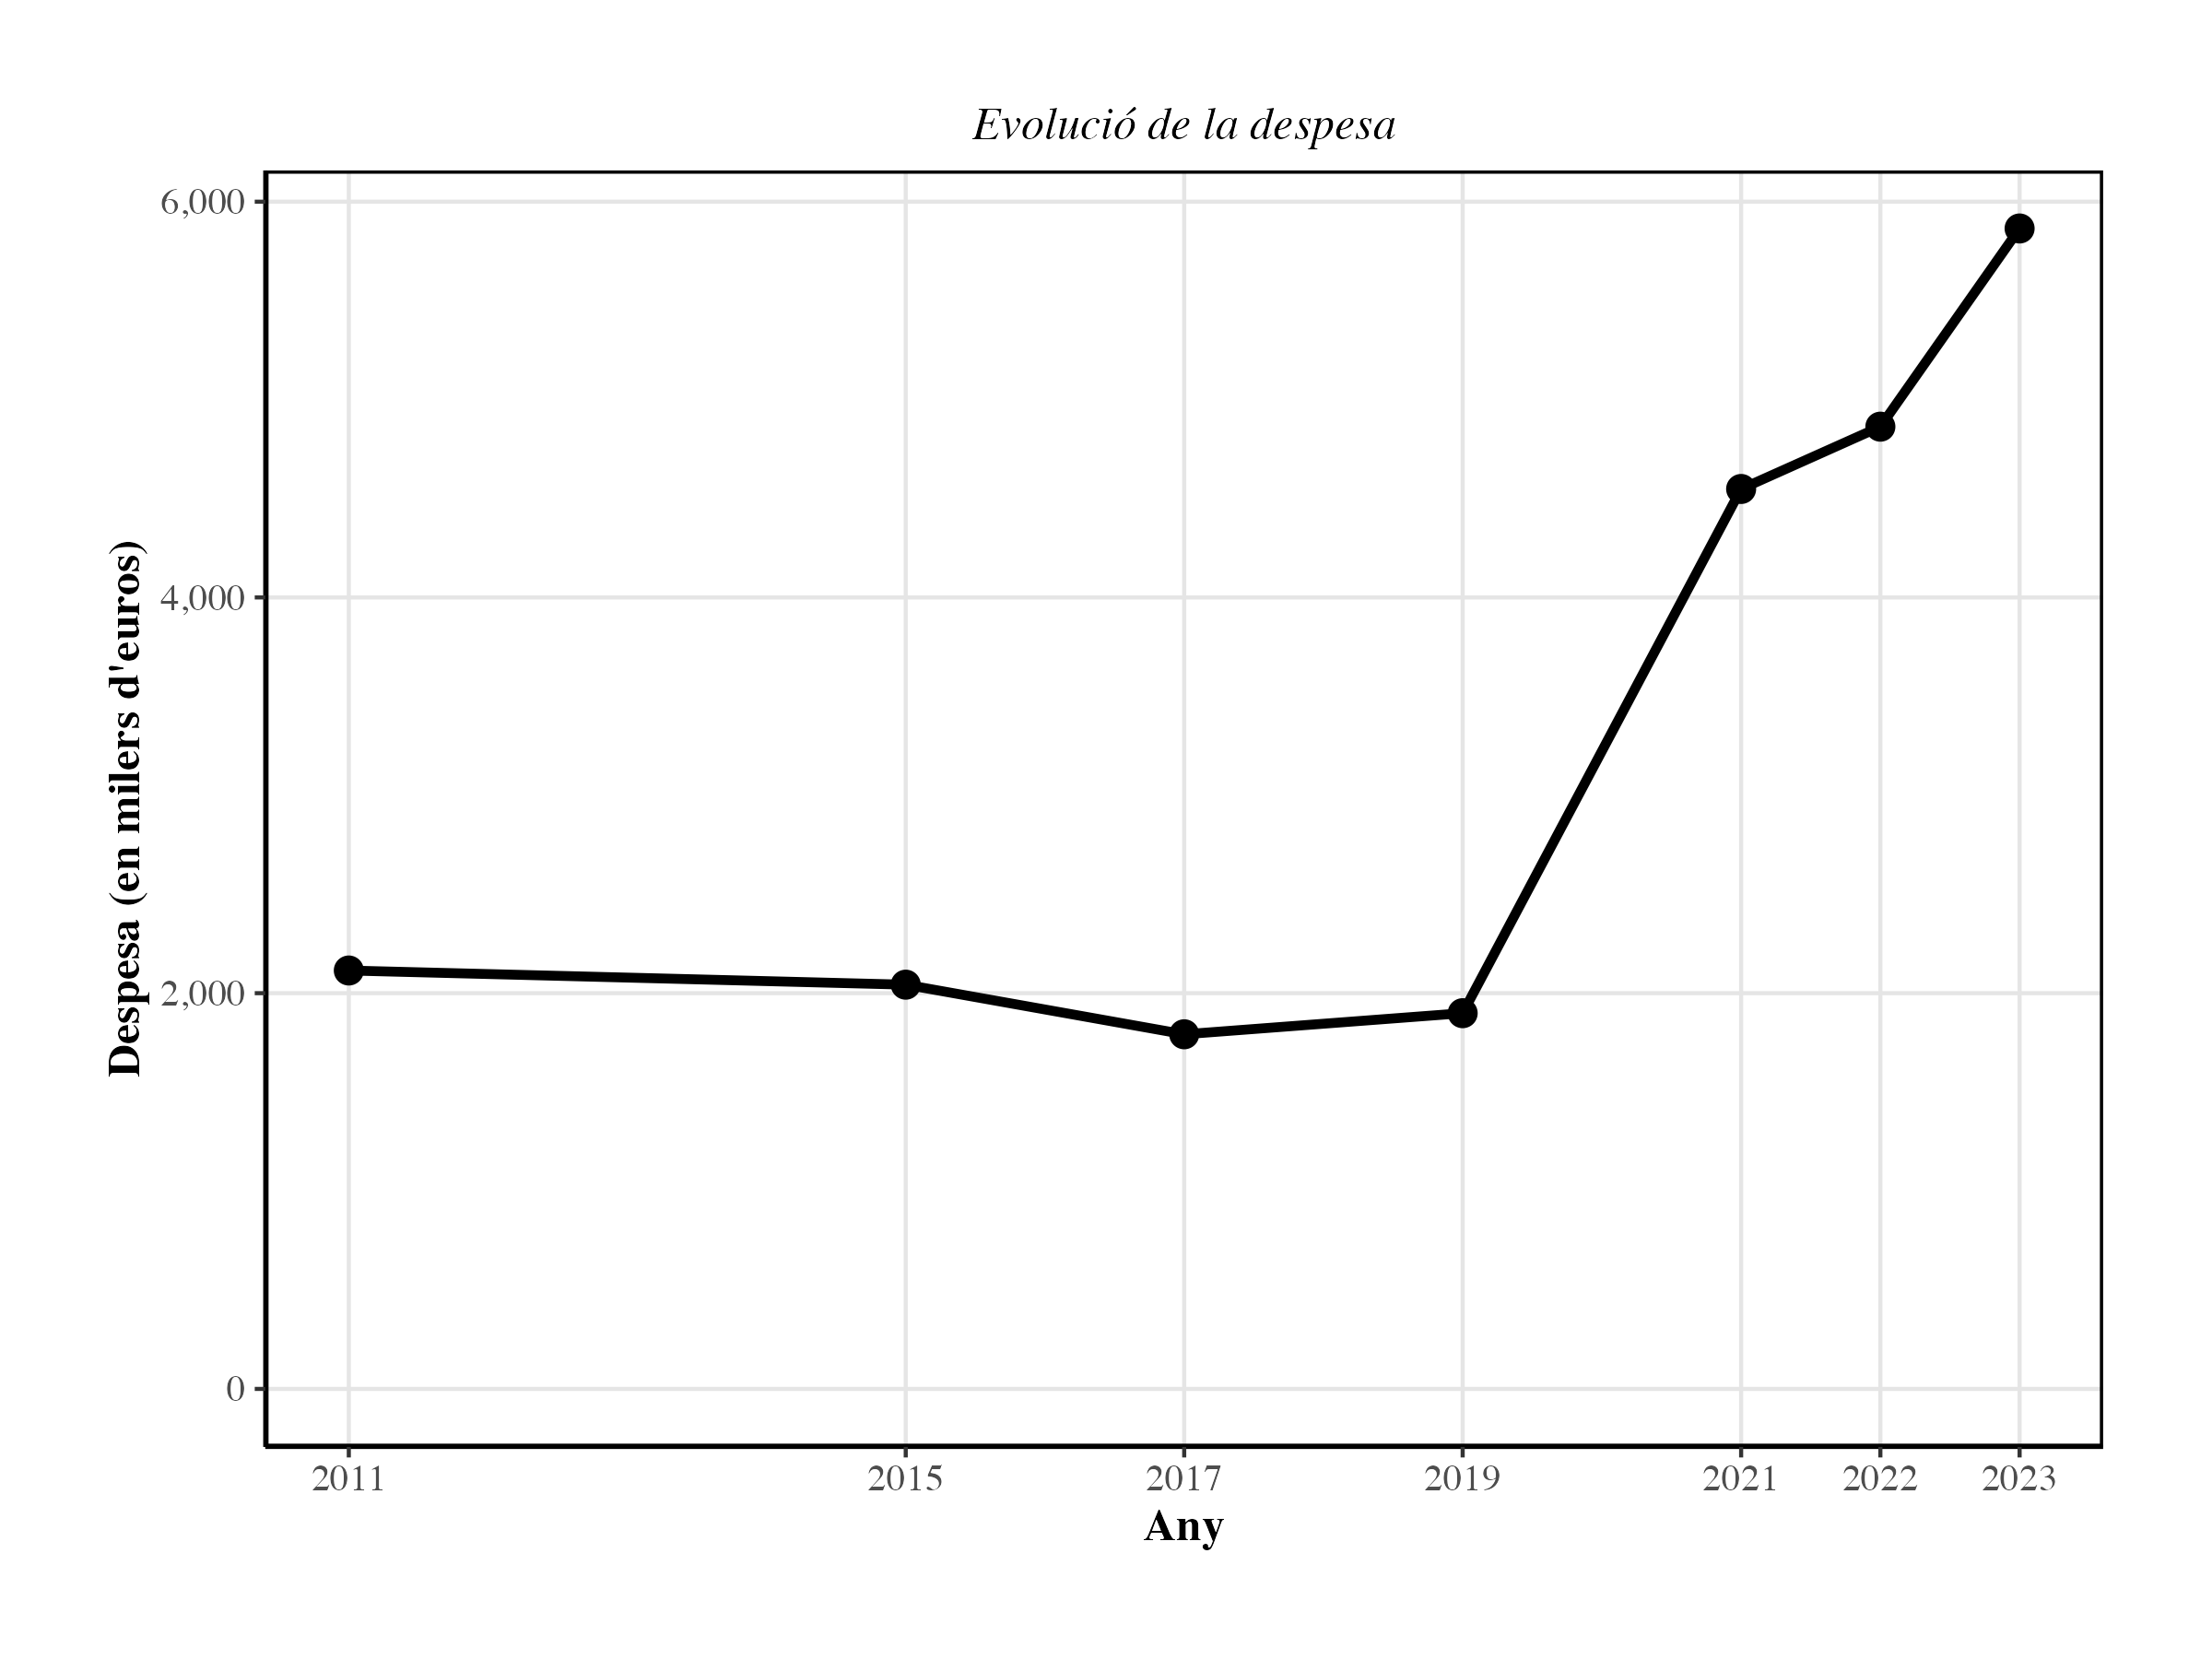 Evolució de la despesa
Despesa (en milers d'euros)
6,000
4,000
2,000
0
2011 2015 2017 2019 2021 2022 2023
Any